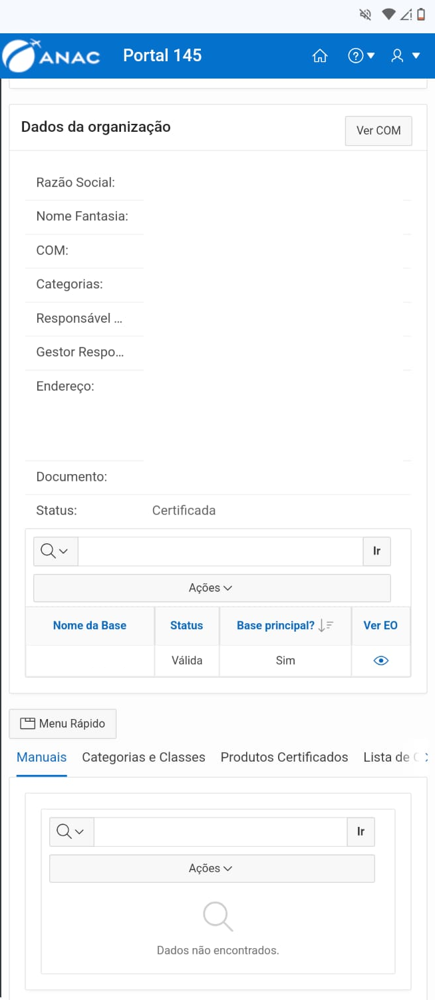 ANAC Portal 145
Dados da organização
Ver COM
Razão Social:
Nome Fantasia:
COM:
Categorias:
Responsável ...
Gestor Respo...
Endereço:
Documento:
Status: Certificada
Ir
Ações
Nome da Base Status Base principal? Ver EO
Válida Sim
Menu Rápido
Manuais Categorias e Classes Produtos Certificados Lista de
Ir
Ações
Dados não encontrados.